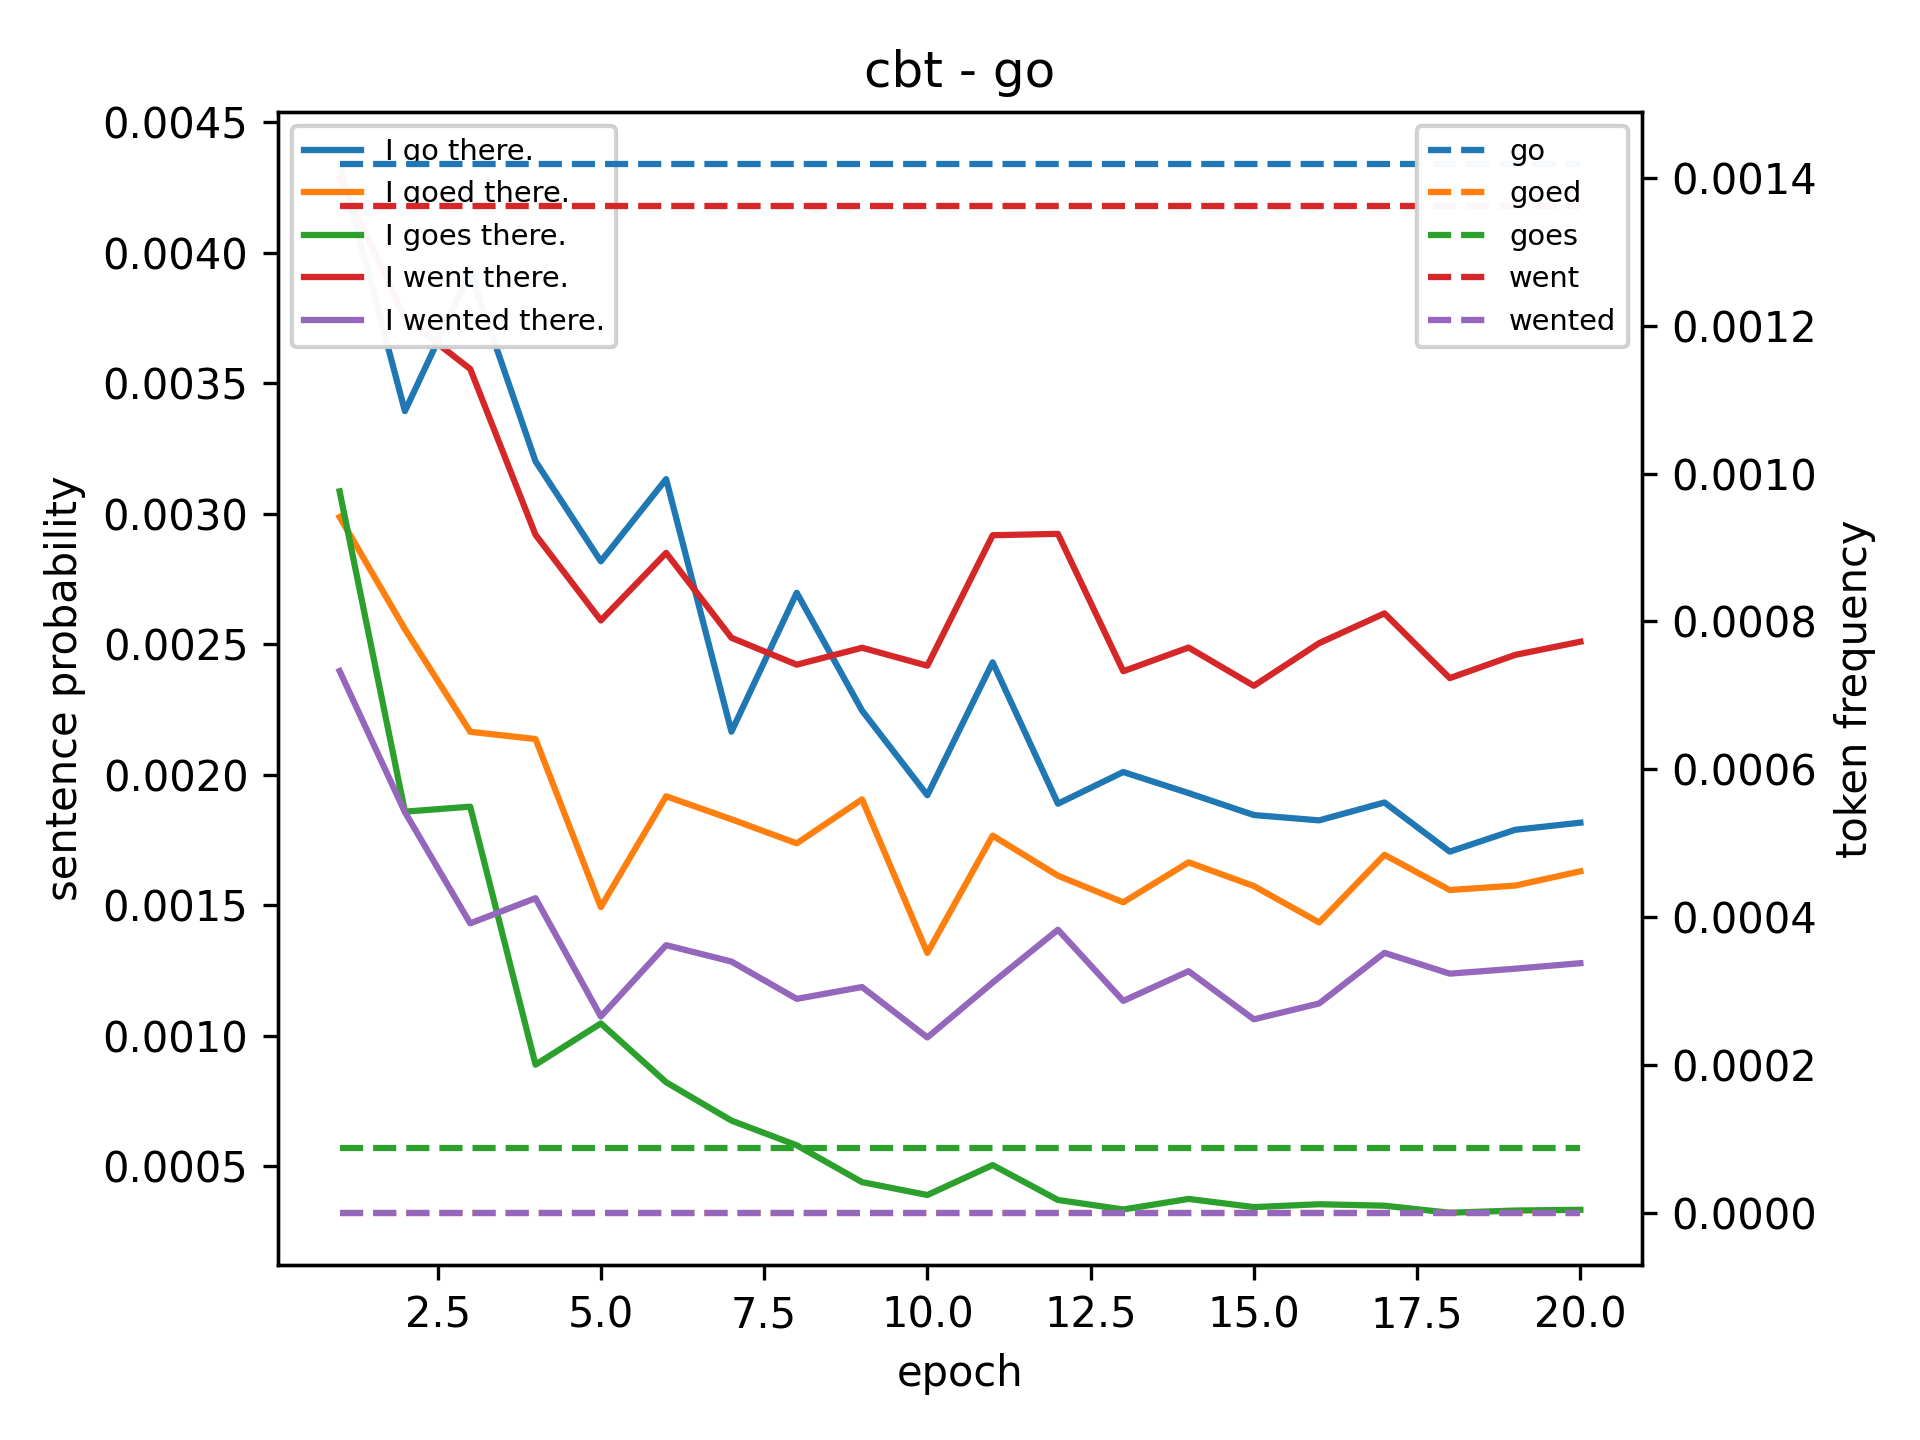 cbt - go
0.0045
0.0040
0.0035
0.0030
0.0025
0.0020
0.0015
0.0010
0.0005
sentence probability
I go there.
I goed there.
I goes there.
I went there.
I wented there.
go
goed
goes
went
wented
0.0014
0.0012
0.0010
0.0008
0.0006
0.0004
0.0002
0.0000
token frequency
2.5 5.0 7.5 10.0 12.5 15.0 17.5 20.0
epoch